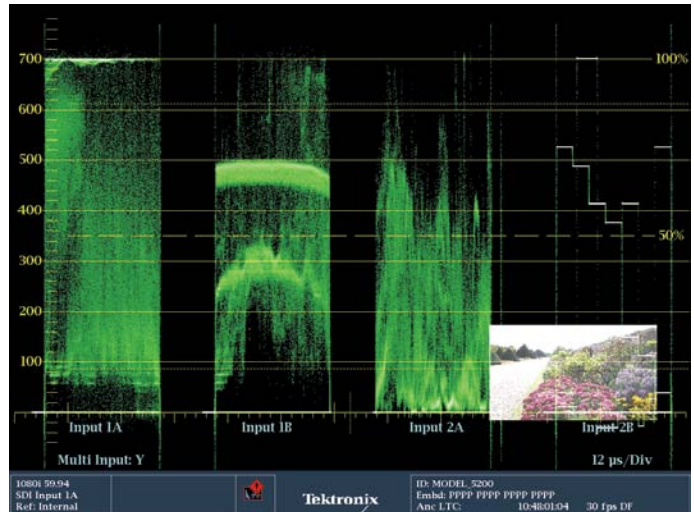 700
100%
600
500
400
300
50%
200
100
Input 1A
Input 1B
Input 2A
Input 2B
Multi Input: Y
12 µs/Div
1080i 59.94
SDI Input 1A
Ref: Internal
Tektronix
ID: MODEL_5200
Embd: PPPP PPPP PPPP PPPP
Anc LTC: 10:48:01:04 30 fps DF